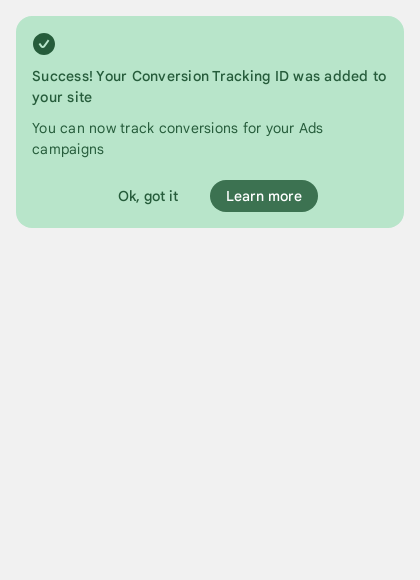 Success! Your Conversion Tracking ID was added to
your site
You can now track conversions for your Ads
campaigns
Ok, got it
Learn more